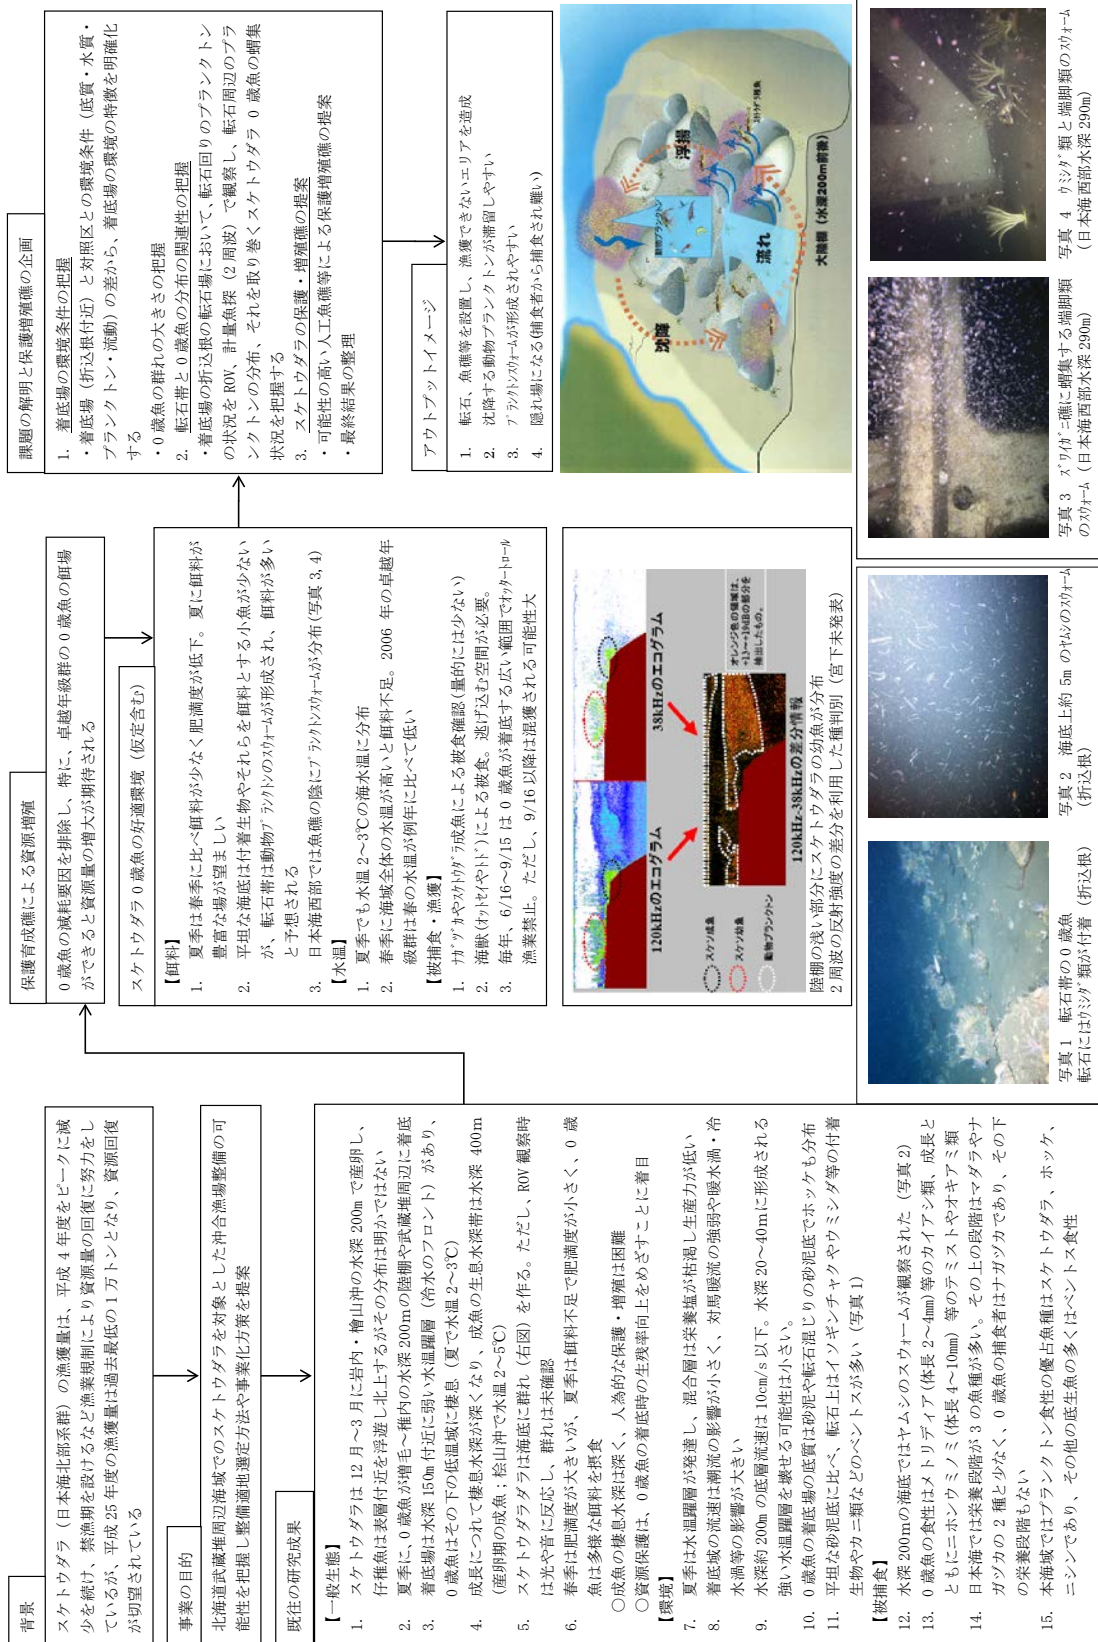 背景
スケトウダラ（日本海北部系群）の漁獲量は、平成 4 年度をピークに減
少を続け、禁漁期を設けるなど漁業規制により資源量の回復に努力をし
ているが、平成 25 年度の漁獲量は過去最低の 1 万トンとなり、資源回復
が切望されている
事業の目的
北海道武蔵堆周辺海域でのスケトウダラを対象とした沖合漁場整備の可
能性を把握し整備適地選定方法や事業化方策を提案
既往の研究成果
【一般生態】
1. スケトウダラは 12 月～3 月に岩内・檜山沖の水深 200m で産卵し、
仔稚魚は表層付近を浮遊し北上するがその分布は明かではない
2. 夏季に、0 歳魚が増毛～稚内の水深 200m の陸棚や武蔵堆周辺に着底
3. 着底場は水深 150m 付近に弱い水温躍層（冷水のフロント）があり、
0 歳魚はその下の低温域に棲息（夏で水温 2～3℃）
4. 成長につれて棲息水深が深くなり、成魚の生息水深帯は水深 400m
（産卵期の成魚；桧山沖で水温 2～5℃）
5. スケトウダラダラは海底に群れ（右図）を作る。ただし、ROV 観察時
は光や音に反応し、群れは未確認
6. 春季は肥満度が大きいが、夏季は餌料不足で肥満度が小さく、0 歳
魚は多様な餌料を摂食
○成魚の棲息水深は深く、人為的な保護・増殖は困難
○資源保護は、0 歳魚の着底時の生残率向上をめざすことに着目
【環境】
7. 夏季は水温躍層が発達し、混合層は栄養塩が枯渇し生産力が低い
8. 着底域の流速は潮流の影響が小さく、対馬暖流の強弱や暖水渦・冷
水渦等の影響が大きい
9. 水深約 200m の底層流速は 10cm/s 以下。水深 20～40m に形成される
強い水温躍層を壊せる可能性は小さい。
10. 0 歳魚の着底場の底質は砂泥や転石混じりの砂泥底でホッケも分布
11. 平坦な砂泥底に比べ、転石上はイソギンチャクやウミシダ等の付着
生物やカニ類などのベントスが多い（写真 1）
【被捕食】
12. 水深 200m の海底ではヤムシのスウォームが観察された（写真 2）
13. 0 歳魚の食性はメトリディア(体長 2～4mm)等のカイアシ類、成長と
ともにニホンウミノミ(体長 4～10mm）等のテミストやオキアミ類
14. 日本海では栄養段階が 3 の魚種が多い。その上の段階はマダラやナ
ガヅカの 2 種と少なく、0 歳魚の捕食者はナガヅカであり、その下
の栄養段階もない
15. 本海域ではプランクトン食性の優占魚種はスケトウダラ、ホッケ、
ニシンであり、その他の底生魚の多くはベントス食性
保護育成礁による資源増殖
0 歳魚の減耗要因を排除し、特に、卓越年級群の 0 歳魚の餌場
ができると資源量の増大が期待される
スケトウダラ 0 歳魚の好適環境（仮定含む）
【餌料】
1. 夏季は春季に比べ餌料が少なく肥満度が低下。夏に餌料が
豊富な場が望ましい
2. 平坦な海底は付着生物やそれらを餌料とする小魚が少ない
が、転石帯は動物ﾌﾟﾗﾝｸﾄﾝのｽｳｫｰﾑが形成され、餌料が多い
と予想される
3. 日本海西部では魚礁の陰にﾌﾟﾗﾝｸﾄﾝｽｳｫｰﾑが分布(写真 3, 4)
【水温】
1. 夏季でも水温 2～3℃の海水温に分布
2. 春季に海域全体の水温が高いと餌料不足。2006 年の卓越年
級群は春の水温が例年に比べて低い
【被捕食・漁獲】
1. ﾅｶﾞﾂﾞｶやｽｹﾄｳﾀﾞﾗ成魚による被食確認(量的には少ない)
2. 海獣(ｵｯﾄｾｲやﾄﾄﾞ)による被食。逃げ込む空間が必要。
3. 毎年、6/16～9/15 は 0 歳魚が着底する広い範囲でｵｯﾀｰﾄﾛｰﾙ
漁業禁止。ただし、9/16 以降は混獲される可能性大
120kHzのエコグラム
38kHzのエコグラム
スケソ成魚
スケソ幼魚
動物プランクトン
オレンジ色の領域は、
+13～+19dBの部分を
抽出したもの。
120kHz-38kHzの差分情報
陸棚の浅い部分にスケトウダラの幼魚が分布
2 周波の反射強度の差分を利用した種判別（宮下未発表）
写真 1 転石帯の 0 歳魚
転石にはｳﾐｼﾀﾞ類が付着（折込根）
写真 2 海底上約 5m のﾔﾑｼのｽｳｫｰﾑ
（折込根）
課題の解明と保護増殖礁の企画
1. 着底場の環境条件の把握
・着底場（折込根付近）と対照区との環境条件（底質・水質・
プランクトン・流動）の差から、着底場の環境の特徴を明確化
する
・0 歳魚の群れの大きさの把握
2. 転石帯と 0 歳魚の分布の関連性の把握
・着底場の折込根の転石場において、転石回りのプランクトン
の状況を ROV、計量魚探（2 周波）で観察し、転石周辺のプラ
ンクトンの分布、それを取り巻くスケトウダラ 0 歳魚の蝟集
状況を把握する
3. スケトウダラの保護・増殖礁の提案
・可能性の高い人工魚礁等による保護増殖礁の提案
・最終結果の整理
アウトプットイメージ
1. 転石、魚礁等を設置し、漁獲できないエリアを造成
2. 沈降する動物プランクトンが滞留しやすい
3. ﾌﾟﾗﾝｸﾄﾝｽｳｫｰﾑが形成されやすい
4. 隠れ場になる(捕食者から捕食され難い)
沈降
浮揚
動物プランクトン
流れ
大陸棚（水深200m前後）
写真 3 ｽﾞﾜｲｶﾞﾆ礁に蝟集する端脚類
のｽｳｫｰﾑ（日本海西部水深 290m）
写真 4 ｳﾐｼﾀﾞ類と端脚類のｽｳｫｰﾑ
（日本海西部水深 290m）